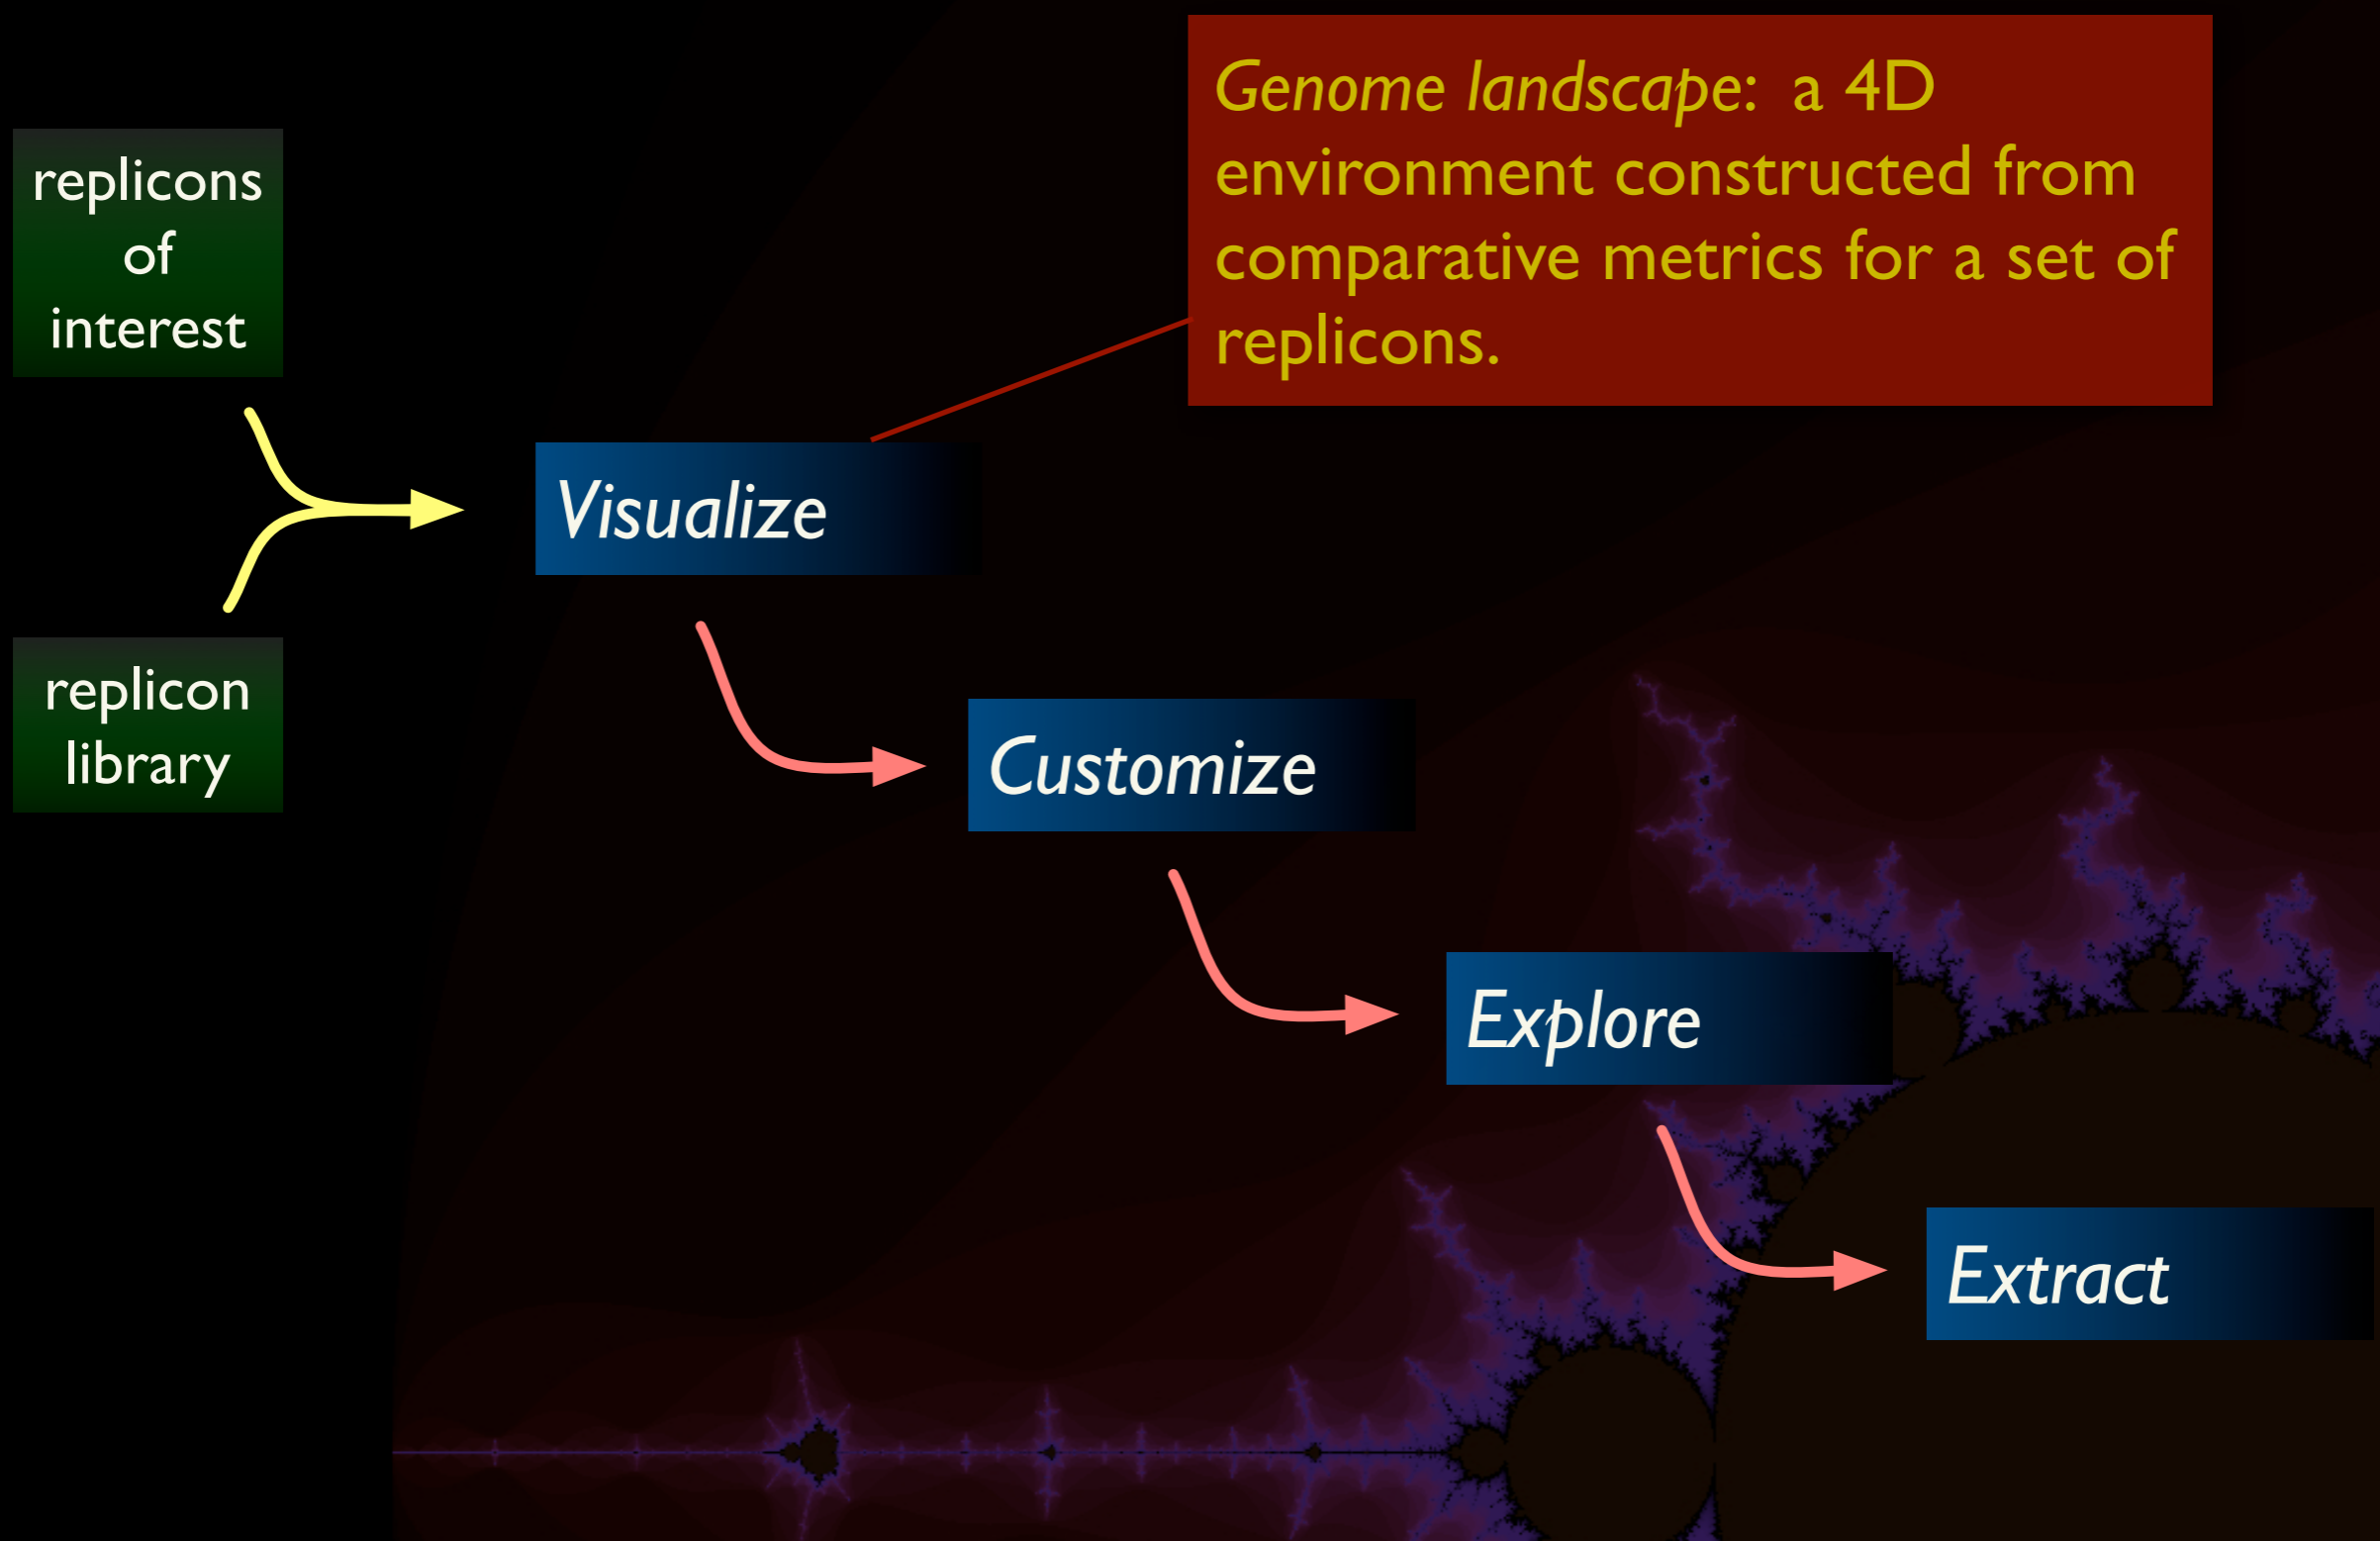 replicons
of
interest
replicon
library
Genome landscape:  a 4D
environment constructed from
comparative metrics for a set of
replicons.
Visualize
Customize
Explore
Extract